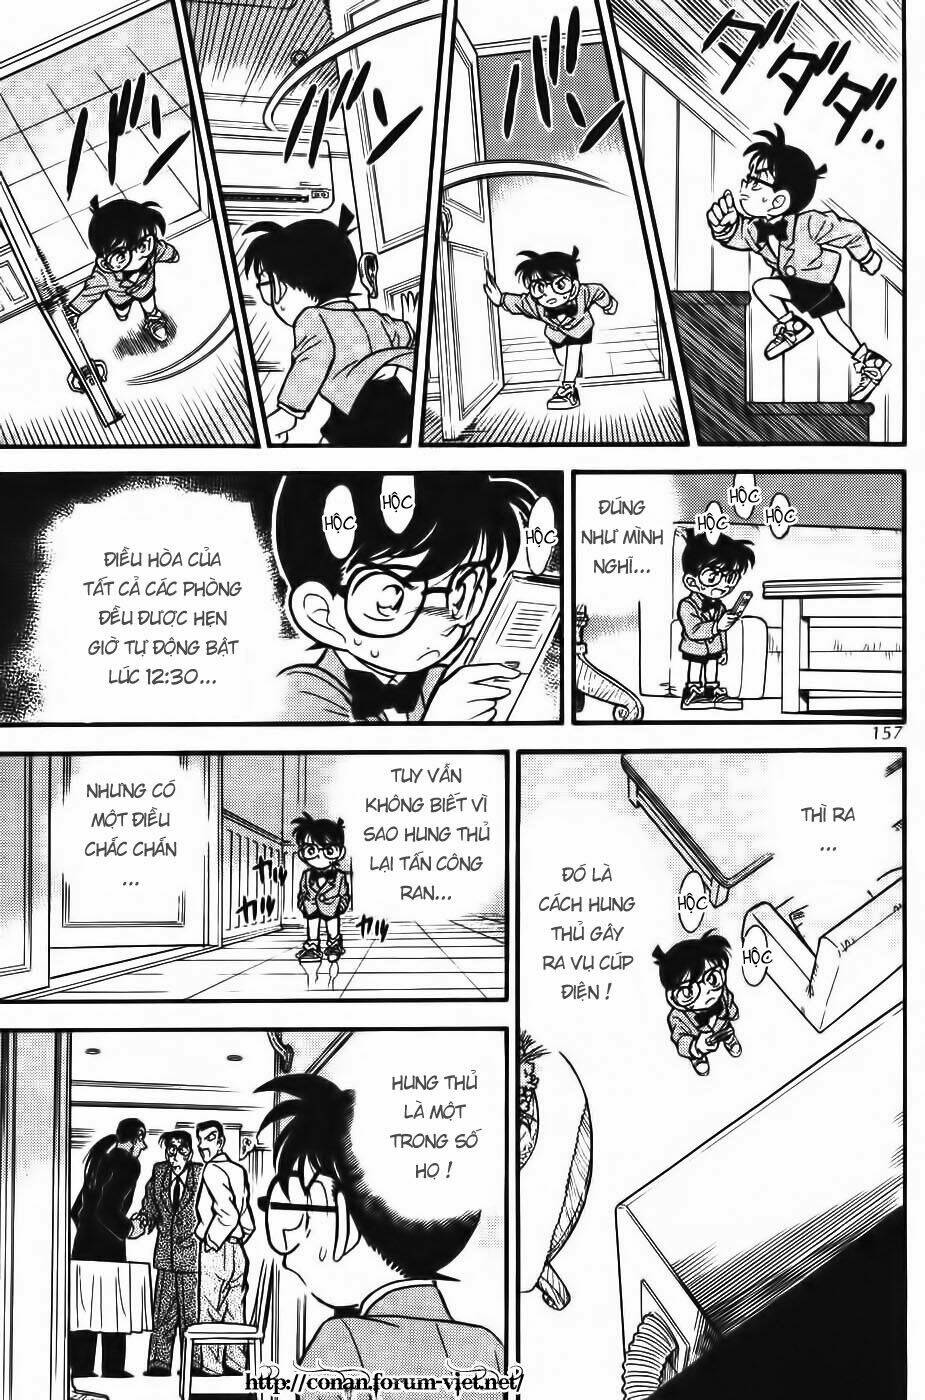 ダダダダ..
バン
バン
バン
HỘC
HỘC
HỘC
ĐÚNG
NHƯ MÌNH
NGHĨ...
HỘC
HỘC
HỘC
ĐIỀU HÒA CỦA
TẤT CẢ CÁC PHÒNG
ĐỀU ĐƯỢC HẸN
GIỜ TỰ ĐỘNG BẬT
LÚC 12:30...
157
THÌ RA
...
ĐÓ LÀ
CÁCH HUNG
THỦ GÂY
RA VỤ CÚP
ĐIỆN !
HỘC
HỘC
TUY VẪN
KHÔNG BIẾT VÌ
SAO HUNG THỦ
LẠI TẤN CÔNG
RAN...
NHƯNG CÓ
MỘT ĐIỀU
CHẮC CHẮN
...
HUNG THỦ
LÀ MỘT
TRONG SỐ
HỌ !
http://conan.forum-viet.net/